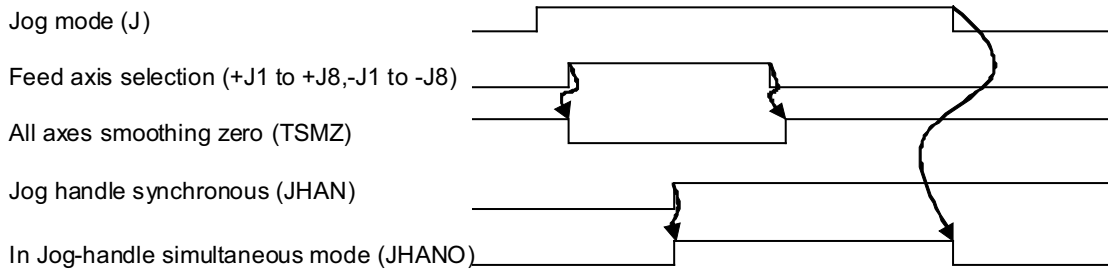 Jog mode (J)
Feed axis selection (+J1 to +J8,-J1 to -J8)
All axes smoothing zero (TSMZ)
Jog handle synchronous (JHAN)
In Jog-handle simultaneous mode (JHANO)